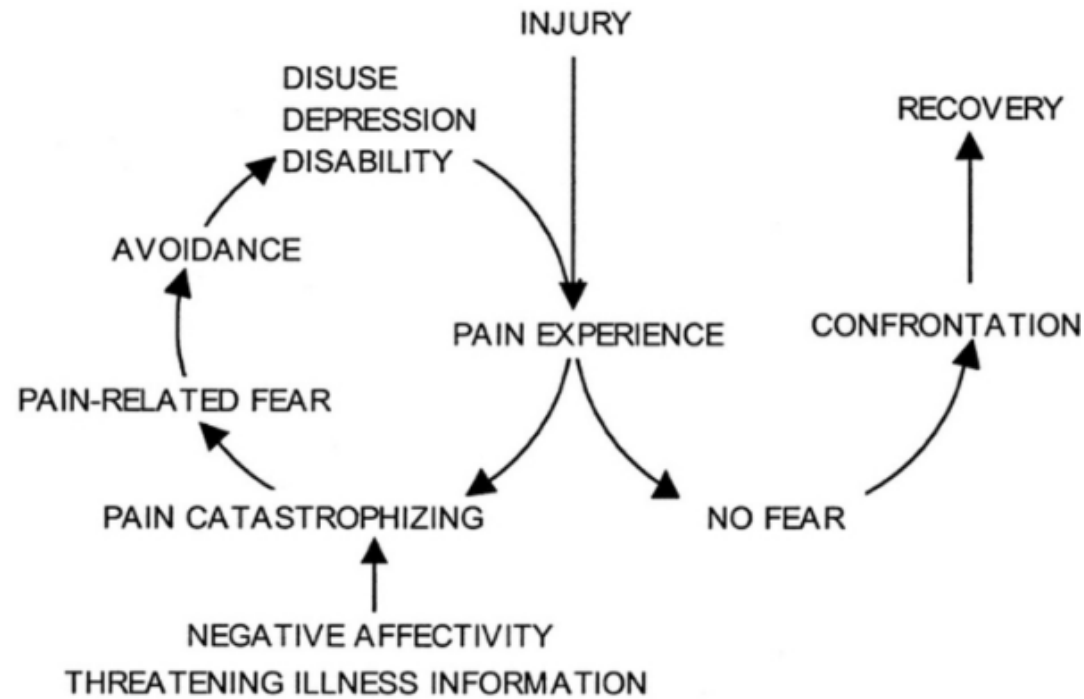 INJURY
DISUSE
DEPRESSION
DISABILITY
RECOVERY
AVOIDANCE
PAIN EXPERIENCE
CONFRONTATION
PAIN-RELATED FEAR
PAIN CATASTROPHIZING
NO FEAR
NEGATIVE AFFECTIVITY
THREATENING ILLNESS INFORMATION